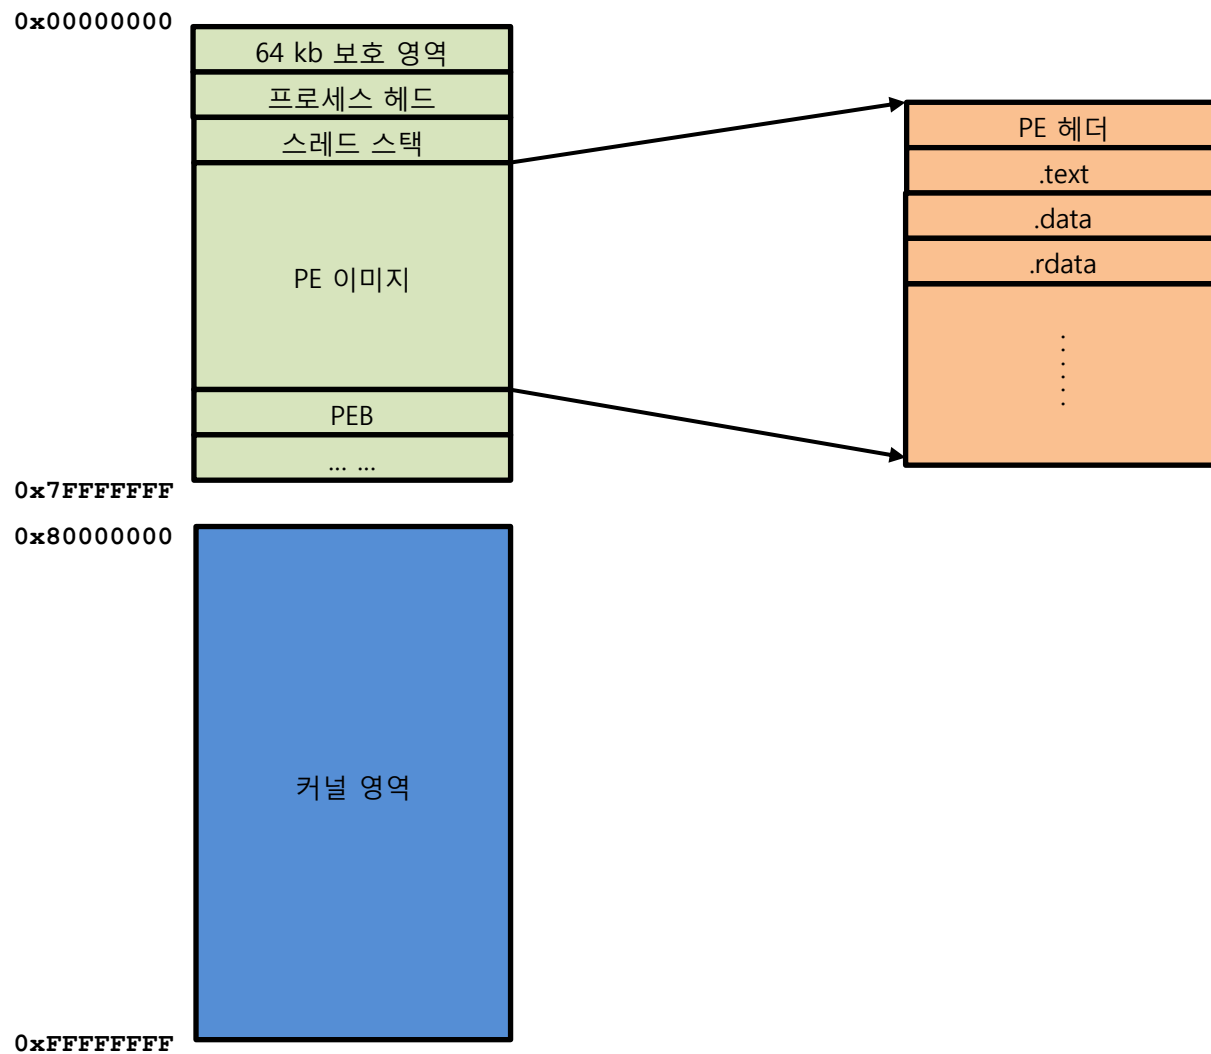 0x00000000
64 kb 보호 영역
프로세스 헤드
스레드 스택
PE 이미지
PEB
... ...
0x7FFFFFFF
0x80000000
커널 영역
0xFFFFFFFF
PE 헤더
.text
.data
.rdata
......